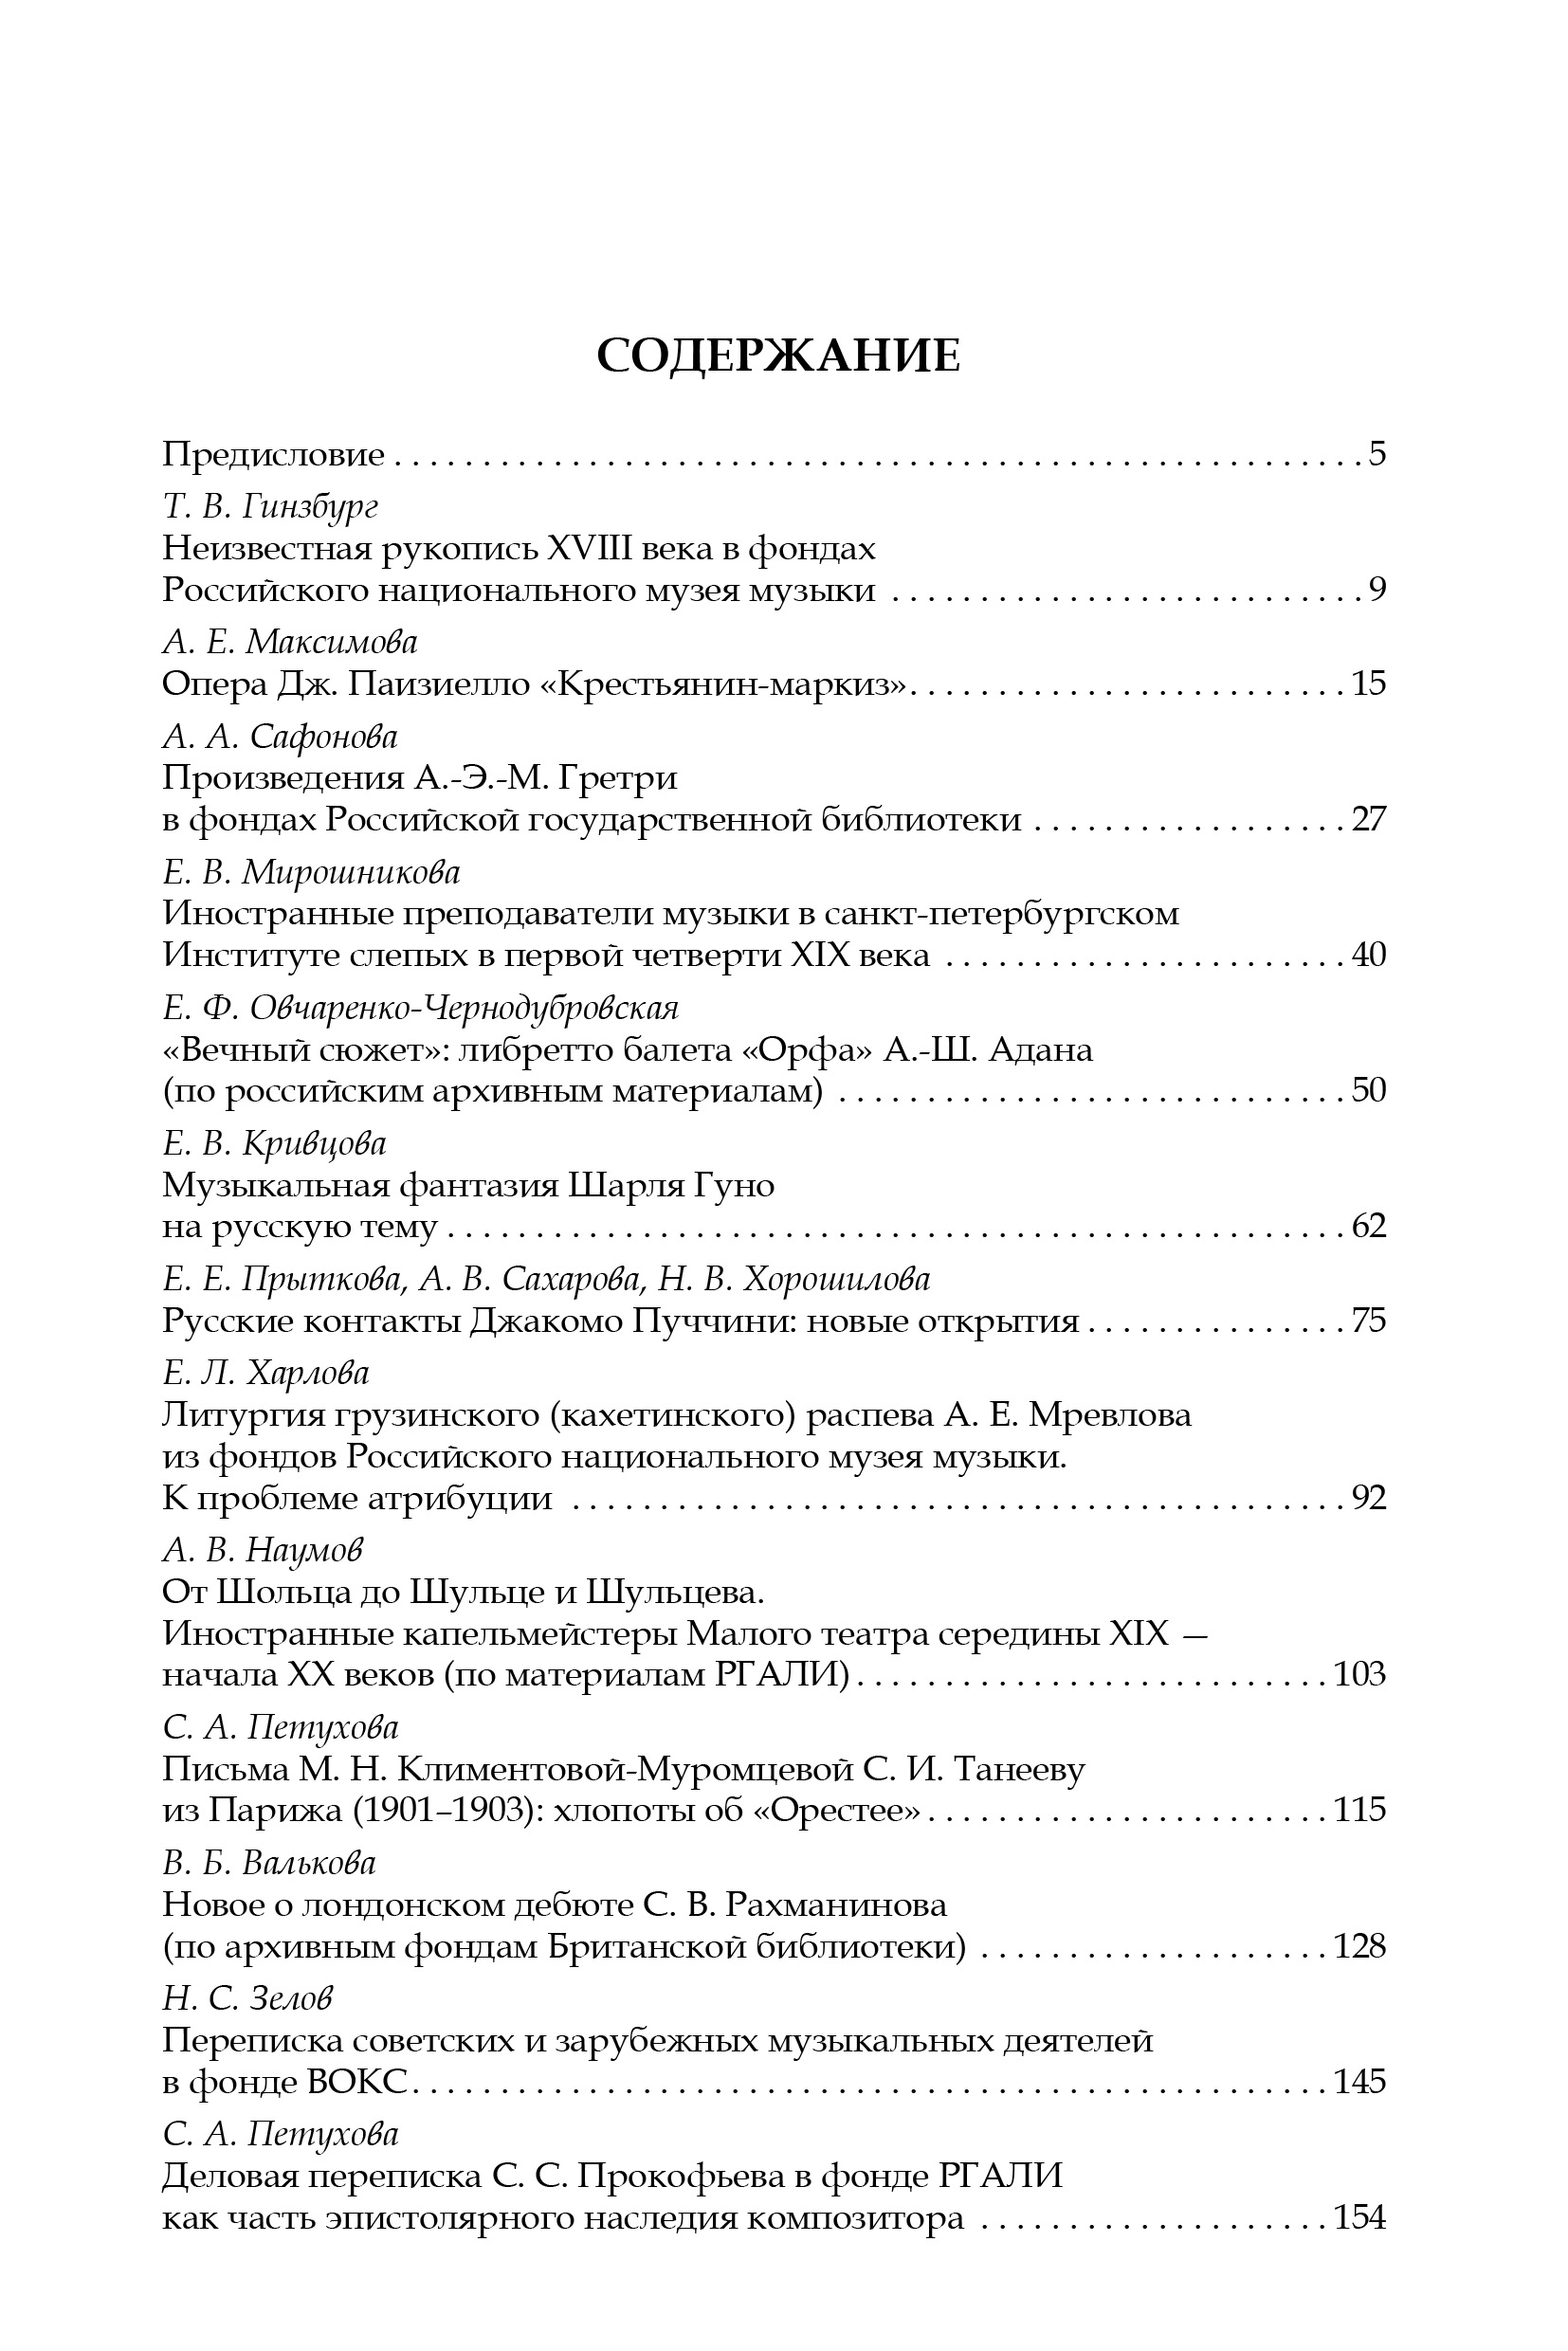 СОДЕРЖАНИЕ
Предисловие . . . . . . . . . . . . . . . . . . . . . . . . . . . . . . . . . . . . . . . . . . . . . . . . . . . . . . . 5
Т. В. Гинзбург
Неизвестная рукопись XVIII века в фондах
Российского национального музея музыки . . . . . . . . . . . . . . . . . . . . . . . . . . . 9
А. Е. Максимова
Опера Дж. Паизиелло «Крестьянин-маркиз». . . . . . . . . . . . . . . . . . . . . . . . . 15
А. А. Сафонова
Произведения А.-Э.-М. Гретри
в фондах Российской государственной библиотеки . . . . . . . . . . . . . . . . . . 27
Е. В. Мирошникова
Иностранные преподаватели музыки в санкт-петербургском
Институте слепых в первой четверти XIX века . . . . . . . . . . . . . . . . . . . . . . . 40
Е. Ф. Овчаренко-Чернодубровская
«Вечный сюжет»: либретто балета «Орфа» А.-Ш. Адана
(по российским архивным материалам) . . . . . . . . . . . . . . . . . . . . . . . . . . . . . 50
Е. В. Кривцова
Музыкальная фантазия Шарля Гуно
на русскую тему . . . . . . . . . . . . . . . . . . . . . . . . . . . . . . . . . . . . . . . . . . . . . . . . . . . 62
Е. Е. Прыткова, А. В. Сахарова, Н. В. Хорошилова
Русские контакты Джакомо Пуччини: новые открытия . . . . . . . . . . . . . . . 75
Е. Л. Харлова
Литургия грузинского (кахетинского) распева А. Е. Мревлова
из фондов Российского национального музея музыки.
К проблеме атрибуции . . . . . . . . . . . . . . . . . . . . . . . . . . . . . . . . . . . . . . . . . . . . 92
А. В. Наумов
От Шольца до Шульце и Шульцева.
Иностранные капельмейстеры Малого театра середины XIX —
начала XX веков (по материалам РГАЛИ) . . . . . . . . . . . . . . . . . . . . . . . . . . . 103
С. А. Петухова
Письма М. Н. Климентовой-Муромцевой С. И. Танееву
из Парижа (1901–1903): хлопоты об «Орестее» . . . . . . . . . . . . . . . . . . . . . . . 115
В. Б. Валькова
Новое о лондонском дебюте С. В. Рахманинова
(по архивным фондам Британской библиотеки) . . . . . . . . . . . . . . . . . . . . 128
Н. С. Зелов
Переписка советских и зарубежных музыкальных деятелей
в фонде ВОКС. . . . . . . . . . . . . . . . . . . . . . . . . . . . . . . . . . . . . . . . . . . . . . . . . . . . 145
С. А. Петухова
Деловая переписка С. С. Прокофьева в фонде РГАЛИ
как часть эпистолярного наследия композитора . . . . . . . . . . . . . . . . . . . . 154